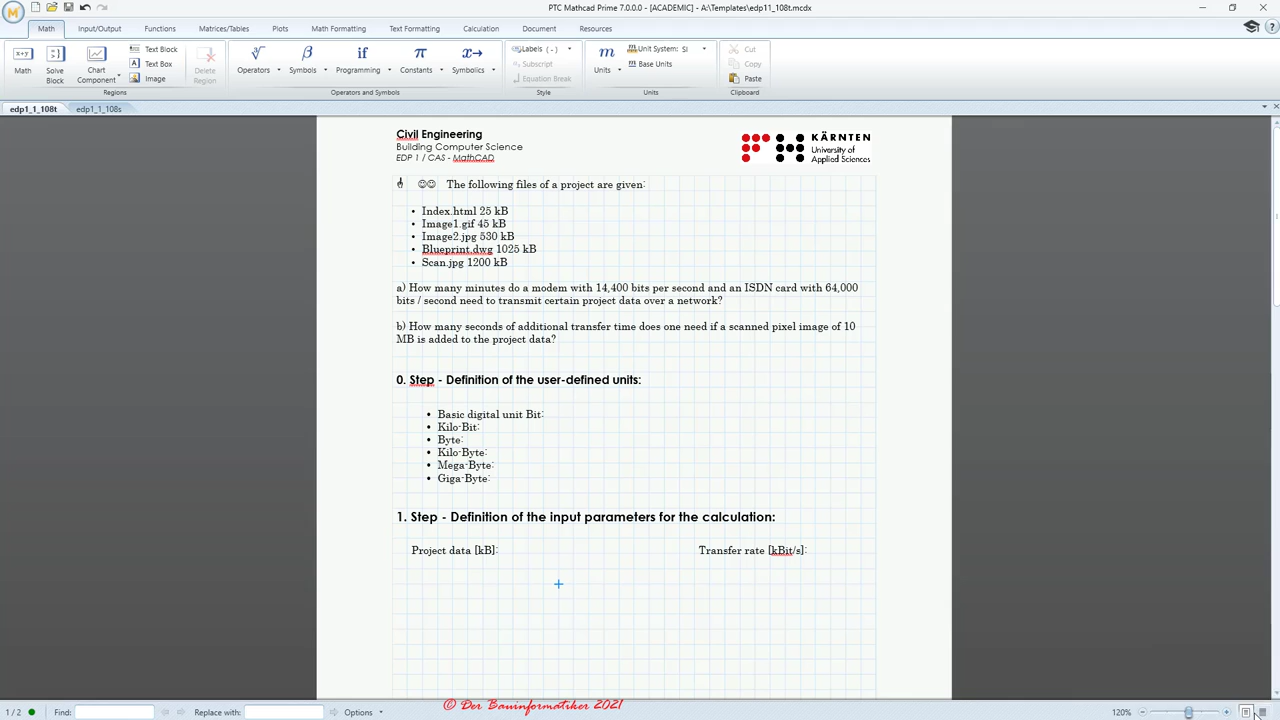 PTC Mathcad Prime 7.0.0.0 - [ACADEMIC] - A:\Templates\edp11_108t.mcdx
Math Input/Output Functions Matrices/Tables Plots Math Formatting Text Formatting Calculation Document Resources
Math
Solve Block
Chart Component
Text Block
Text Box
Image
Delete Region
Operators
Symbols
if
Programming
π
Constants
Symbolics
Labels ( - )
Subscript
Equation Break
m
Units
Unit System: SI
Base Units
Cut
Copy
Paste
Regions
Operators and Symbols
Style
Units
Clipboard
edp1_1_108t edp1_1_108s
Civil Engineering
Building Computer Science
EDP 1 / CAS - MathCAD
KÄRNTEN
University of
Applied Sciences
The following files of a project are given:
• Index.html 25 kB
• Image1.gif 45 kB
• Image2.jpg 530 kB
• Blueprint.dwg 1025 kB
• Scan.jpg 1200 kB
a) How many minutes do a modem with 14,400 bits per second and an ISDN card with 64,000
bits / second need to transmit certain project data over a network?
b) How many seconds of additional transfer time does one need if a scanned pixel image of 10
MB is added to the project data?
0. Step - Definition of the user-defined units:
• Basic digital unit Bit:
• Kilo-Bit:
• Byte:
• Kilo-Byte:
• Mega-Byte:
• Giga-Byte:
1. Step - Definition of the input parameters for the calculation:
Project data [kB]: Transfer rate [kBit/s]:
© Der Bauinformatiker 2021
1 / 2 Find: Replace with: Options 120%